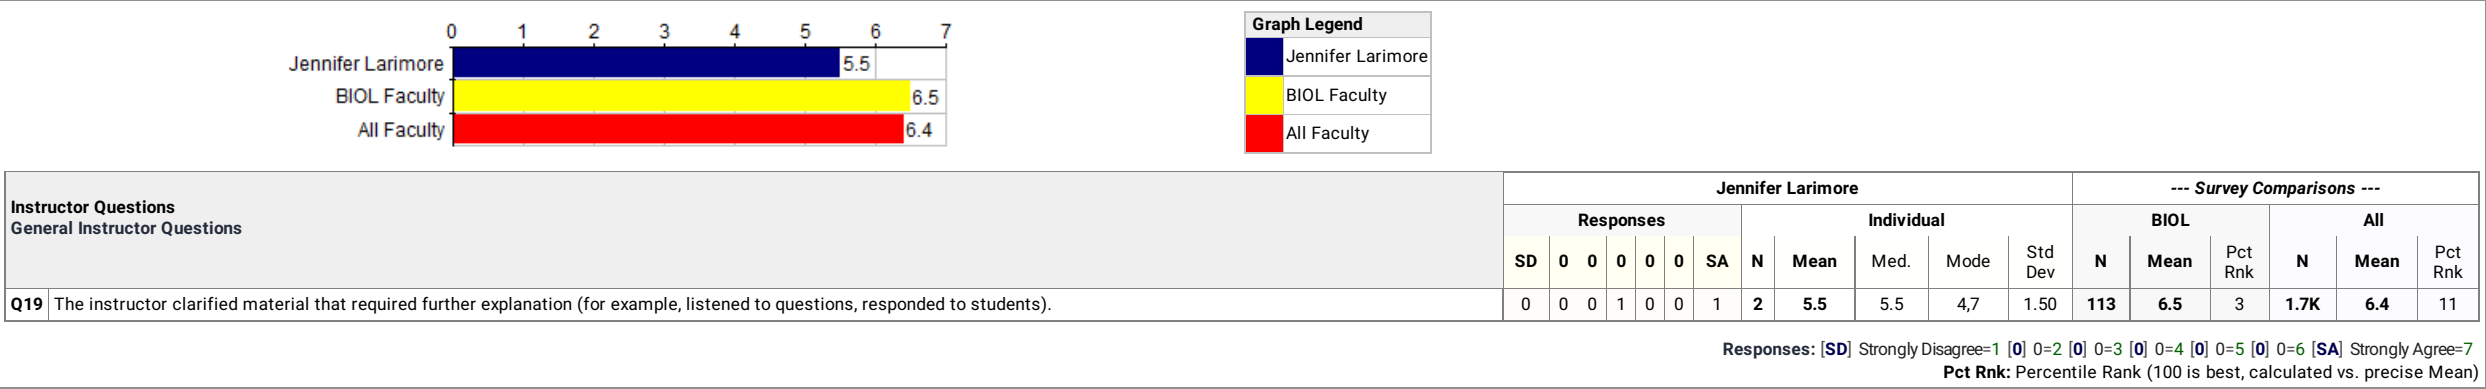 0 1 2 3 4 5 6 7
Jennifer Larimore 5.5
BIOL Faculty 6.5
All Faculty 6.4
Graph Legend
Jennifer Larimore
BIOL Faculty
All Faculty
Instructor Questions
General Instructor Questions
Jennifer Larimore --- Survey Comparisons ---
Responses Individual BIOL All
SD 0 0 0 0 0 SA N Mean Med. Mode Std Dev N Mean Pct Rnk N Mean Pct Rnk
Q19 The instructor clarified material that required further explanation (for example, listened to questions, responded to students). 0 0 0 1 0 0 1 2 5.5 5.5 4,7 1.50 113 6.5 3 1.7K 6.4 11
Responses: [SD] Strongly Disagree=1 [0] 0=2 [0] 0=3 [0] 0=4 [0] 0=5 [0] 0=6 [SA] Strongly Agree=7
Pct Rnk: Percentile Rank (100 is best, calculated vs. precise Mean)